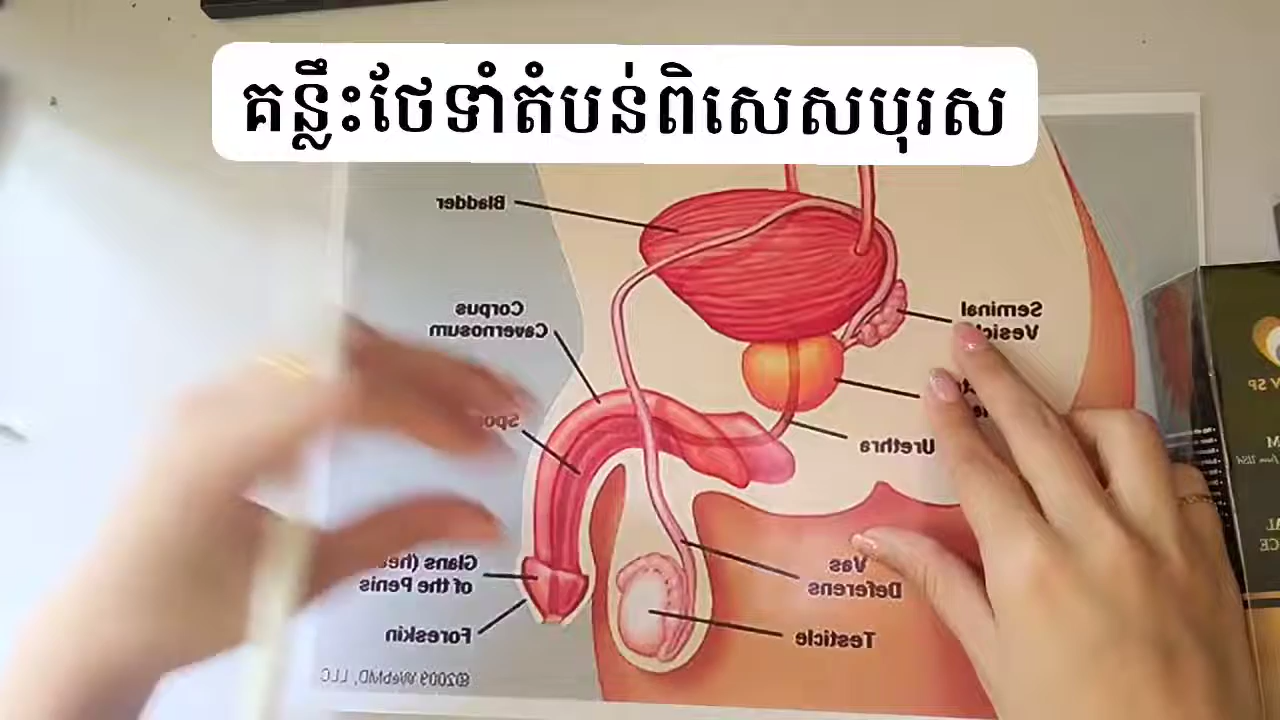 គន្លឹះថែទាំតំបន់ពិសេសបុរស
Bladder
Corpus
Cavernosum
Seminal
Urethra
Glans
of the Penis
Vas
Deferens
Foreskin
Testicle
©2009 WebMD, LLC